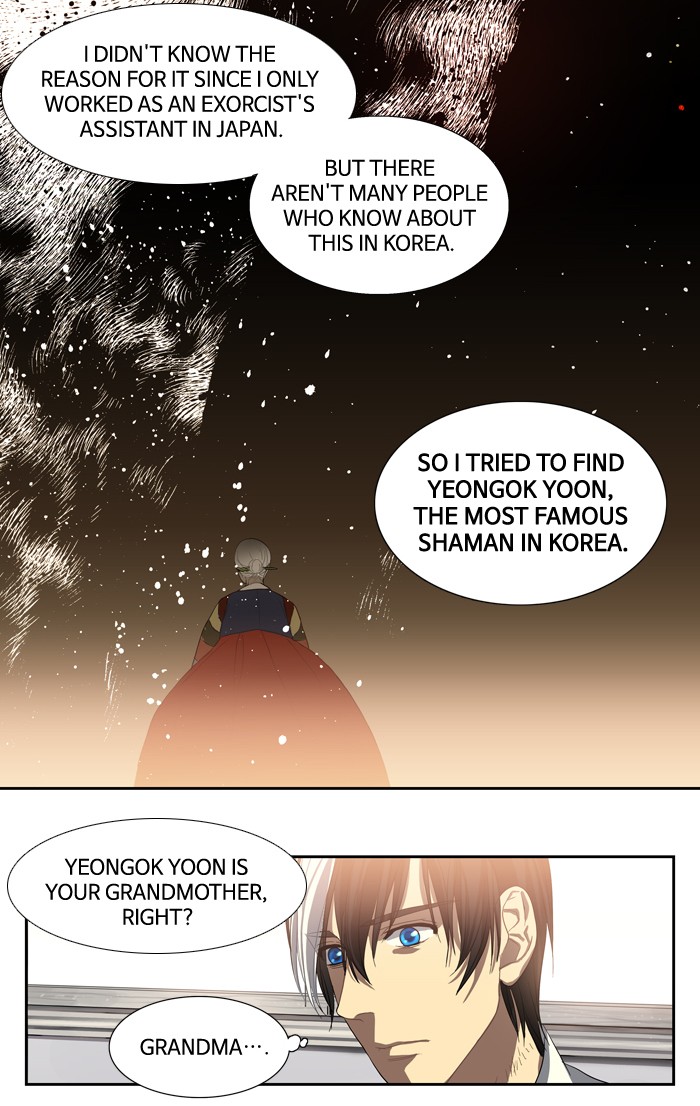 I DIDN'T KNOW THE
REASON FOR IT SINCE I ONLY
WORKED AS AN EXORCIST'S
ASSISTANT IN JAPAN.
BUT THERE
AREN'T MANY PEOPLE
WHO KNOW ABOUT
THIS IN KOREA.
SO I TRIED TO FIND
YEONGOK YOON,
THE MOST FAMOUS
SHAMAN IN KOREA.
YEONGOK YOON IS
YOUR GRANDMOTHER,
RIGHT?
GRANDMA….